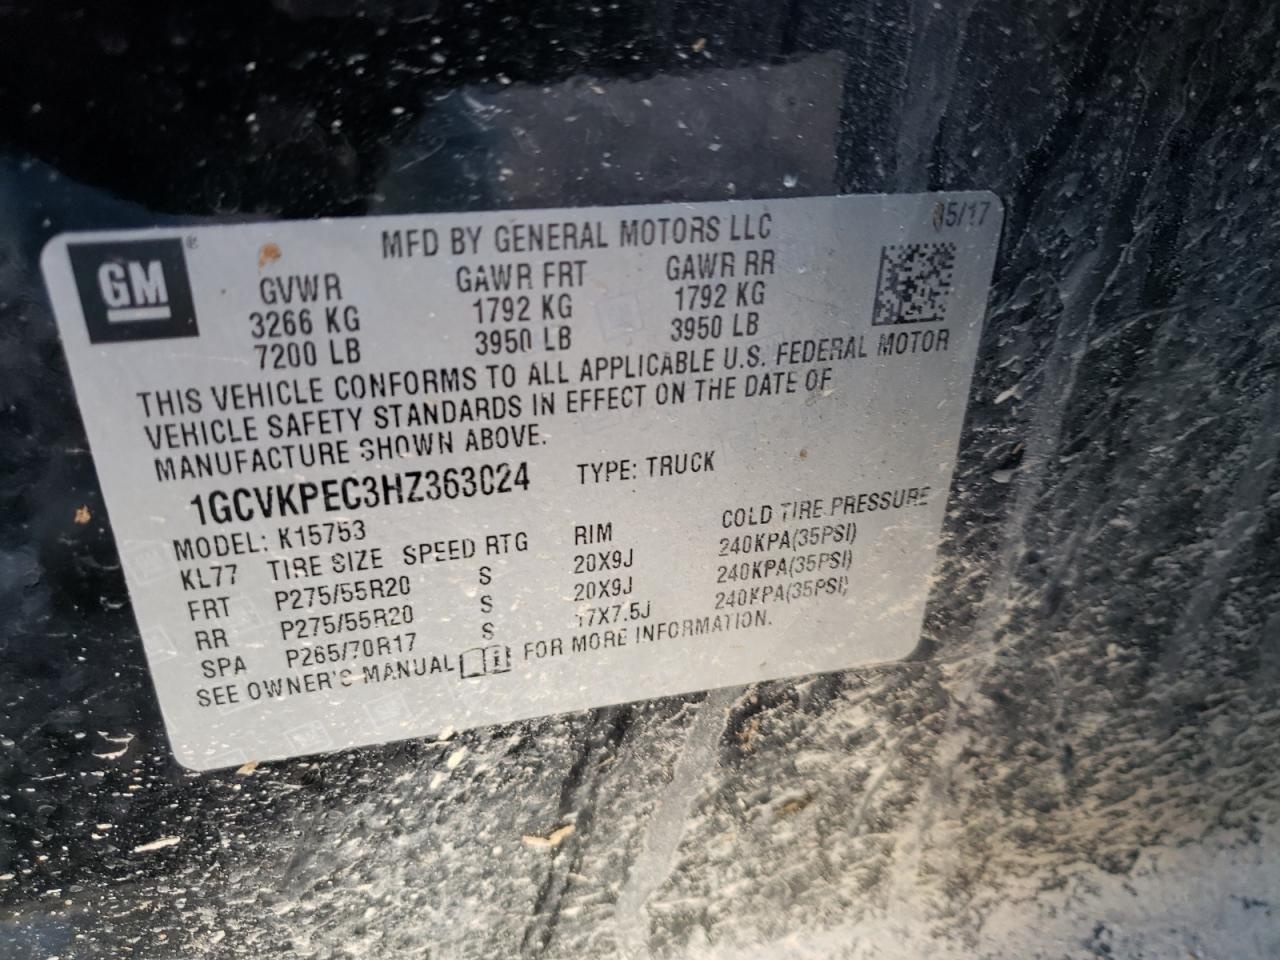 MFD BY GENERAL MOTORS LLC 05/17
GM ®
GVWR GAWR FRT GAWR RR
3266 KG 1792 KG 1792 KG
7200 LB 3950 LB 3950 LB
THIS VEHICLE CONFORMS TO ALL APPLICABLE U.S. FEDERAL MOTOR
VEHICLE SAFETY STANDARDS IN EFFECT ON THE DATE OF
MANUFACTURE SHOWN ABOVE.
1GCVKPEC3HZ363024 TYPE: TRUCK
MODEL: K15753
KL77 TIRE SIZE SPEED RTG RIM COLD TIRE PRESSURE
FRT P275/55R20 S 20X9J 240KPA(35PSI)
RR P275/55R20 S 20X9J 240KPA(35PSI)
SPA P265/70R17 S 17X7.5J 240KPA(35PSI)
SEE OWNER'S MANUAL FOR MORE INFORMATION.